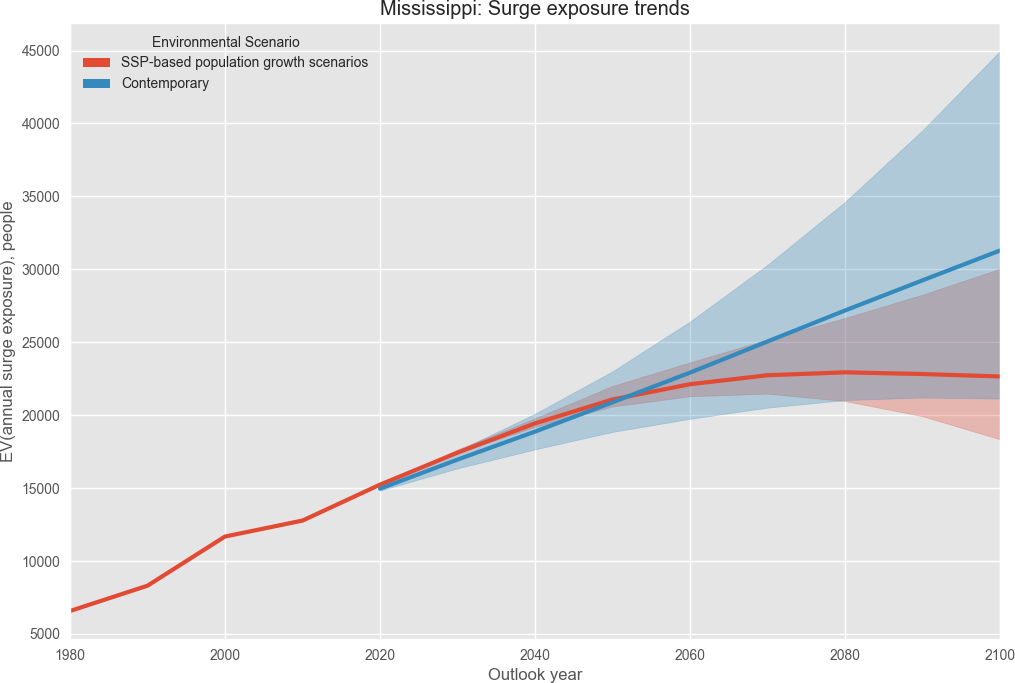 Mississippi: Surge exposure trends
Environmental Scenario
SSP-based population growth scenarios
Contemporary
EV(annual surge exposure), people
45000
40000
35000
30000
25000
20000
15000
10000
5000
1980 2000 2020 2040 2060 2080 2100
Outlook year